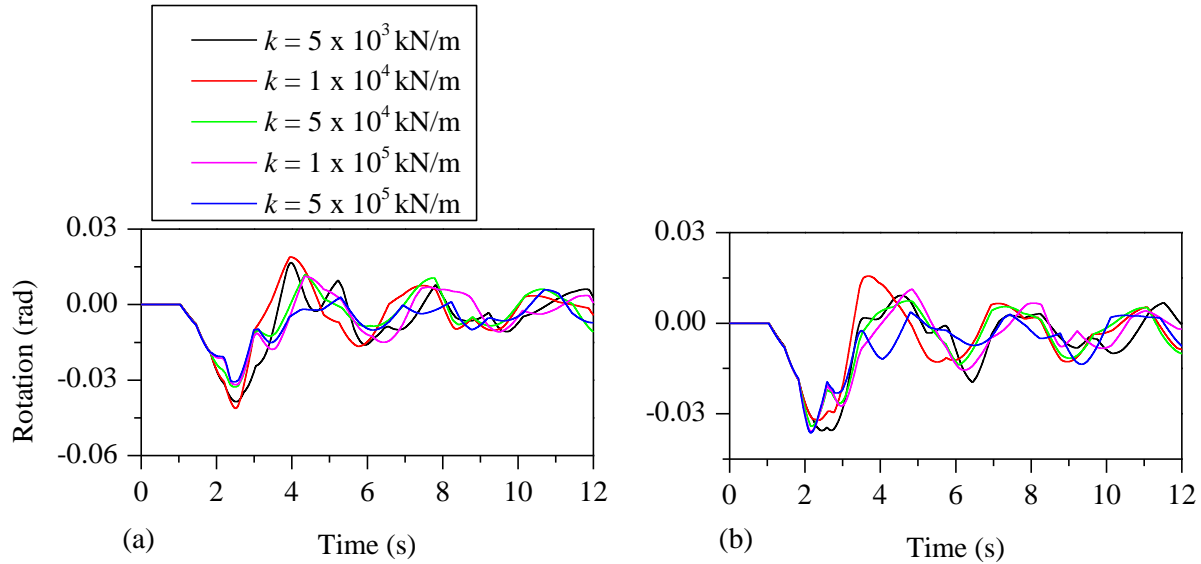 k = 5 x 10³ kN/m
k = 1 x 10⁴ kN/m
k = 5 x 10⁴ kN/m
k = 1 x 10⁵ kN/m
k = 5 x 10⁵ kN/m
Rotation (rad)
0.03
0.00
-0.03
-0.06
0 2 4 6 8 10 12
(a) Time (s)
0.03
0.00
-0.03
0 2 4 6 8 10 12
(b) Time (s)